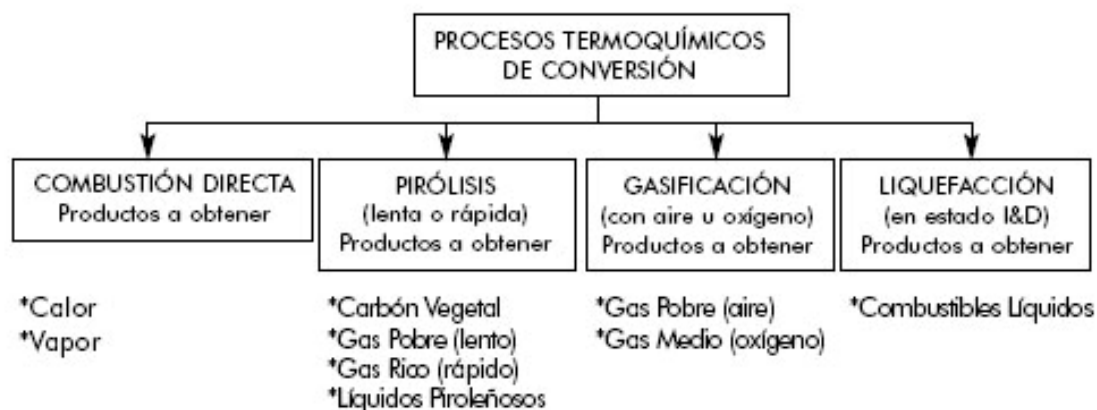 PROCESOS TERMOQUÍMICOS
DE CONVERSIÓN
COMBUSTIÓN DIRECTA
Productos a obtener
*Calor
*Vapor
PIRÓLISIS
(lenta o rápida)
Productos a obtener
*Carbón Vegetal
*Gas Pobre (lento)
*Gas Rico (rápido)
*Líquidos Piroleñosos
GASIFICACIÓN
(con aire u oxígeno)
Productos a obtener
*Gas Pobre (aire)
*Gas Medio (oxígeno)
LIQUEFACCIÓN
(en estado I&D)
Productos a obtener
*Combustibles Líquidos